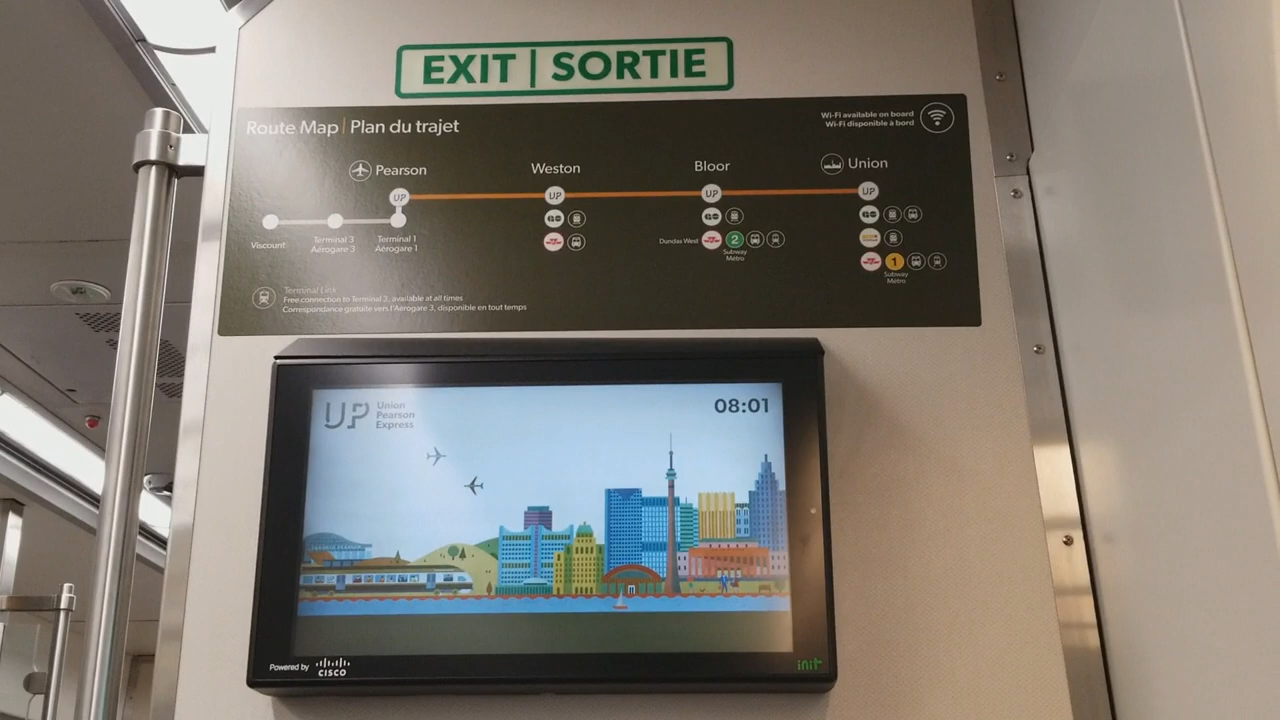 EXIT | SORTIE
Route Map | Plan du trajet
Wi-Fi available on board
Wi-Fi disponible à bord
Pearson
Weston
Bloor
Union
UP
UP
UP
UP
GO
GO
GO
Viscount
Terminal 3
Aérogare 3
Terminal 1
Aérogare 1
Dundas West
2
Subway
Métro
1
Subway
Métro
Terminal Link
Free connection to Terminal 3, available at all times
Correspondance gratuite vers l'Aérogare 3, disponible en tout temps
UP
Union
Pearson
Express
08:01
Powered by
CISCO
init